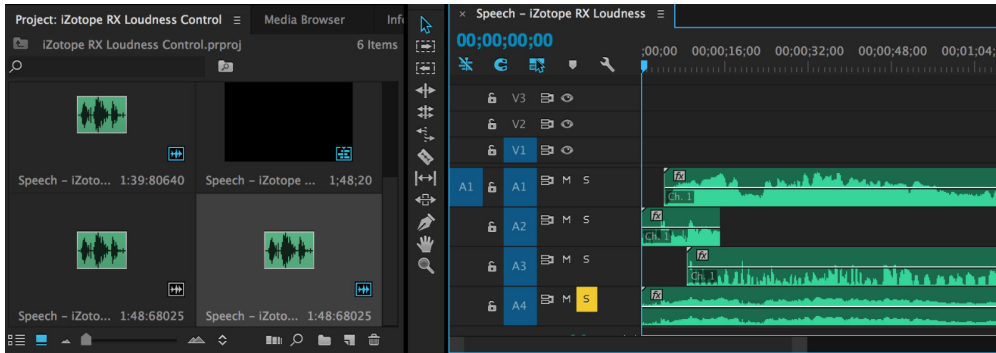 Project: iZotope RX Loudness Control
Media Browser
Inf
iZotope RX Loudness Control.prproj
6 Items
Speech – iZoto... 1:39:80640
Speech – iZotope ... 1;48;20
Speech – iZoto... 1:48:68025
Speech – iZoto... 1:48:68025
× Speech – iZotope RX Loudness
00;00;00;00
;00;00 00;00;16;00 00;00;32;00 00;00;48;00 00;01;04;
V3
V2
V1
A1 A1 M S
fx
Ch. 1
A2 M S
fx
Ch. 1
A3 M S
fx
Ch. 1
A4 M S
fx